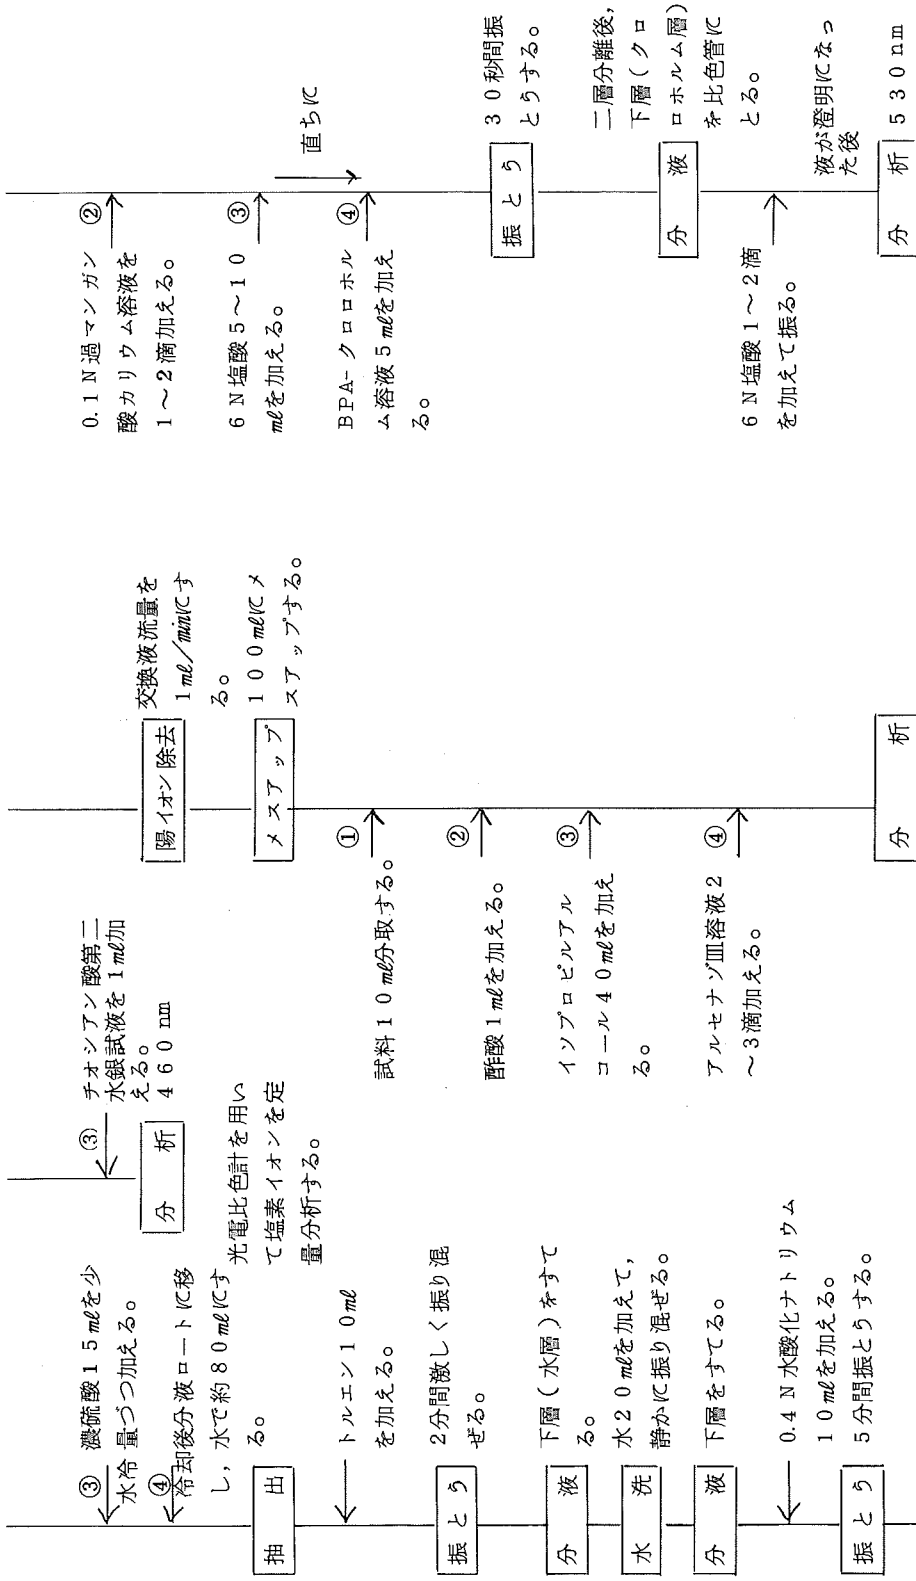 ③ 濃硫酸15mlを少
水冷 量づつ加える。
④ 冷却後分液ロートに移
し,水で約80mlにす
る。
抽出
トルエン10ml
を加える。
振とう
2分間激しく振り混
ぜる。
分液
下層(水層)をすて
る。
水洗
水20mlを加えて,
静かに振り混ぜる。
分液
下層をすてる。
0.4N水酸化ナトリウム
10mlを加える。
振とう
5分間振とうする。
③ チオシアン酸第二
水銀試液を1ml加
える。
分析
460nm
光電比色計を用い
て塩素イオンを定
量分析する。
陽イオン除去
交換液流量を
1ml/minにす
る。
メスアップ
100mlにメ
スアップする。
①
試料10ml分取する。
②
酢酸1mlを加える。
③
イソプロピルアル
コール40mlを加え
る。
④
アルセナゾⅢ溶液2
~3滴加える。
分析
0.1N過マンガン ②
酸カリウム溶液を
1~2滴加える。
6N塩酸5~10 ③
mlを加える。
直ちに
BPA-クロロホル ④
ム溶液5mlを加え
る。
振とう
30秒間振
とうする。
分液
二層分離後,
下層(クロ
ロホルム層)
を比色管に
とる。
6N塩酸1~2滴
を加えて振る。
液が澄明になっ
た後
分析
530nm